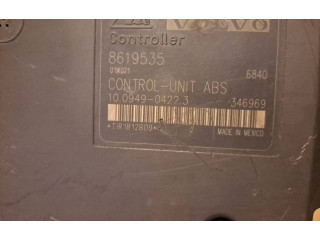 VOLVO
Controller
8619535
6840
CONTROL-UNIT ABS
10.0949-0422.3
346969
MADE IN MEXICO